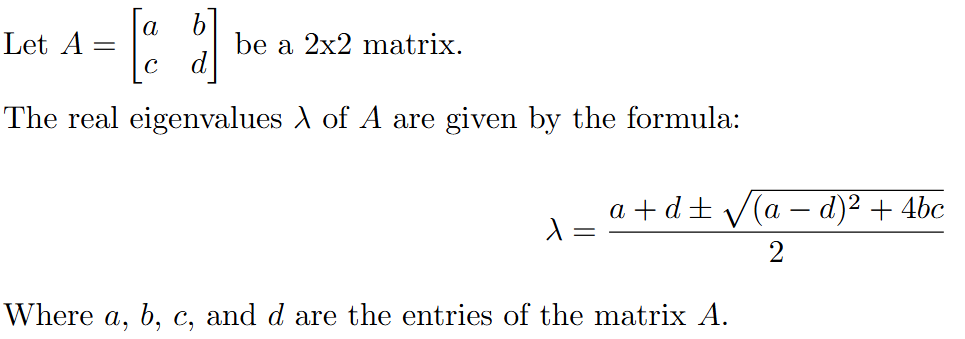 Let $A = \begin{bmatrix} a & b \\ c & d \end{bmatrix}$ be a 2x2 matrix.
The real eigenvalues $\lambda$ of $A$ are given by the formula:
$$\lambda = \frac{a + d \pm \sqrt{(a - d)^2 + 4bc}}{2}$$
Where $a$, $b$, $c$, and $d$ are the entries of the matrix $A$.